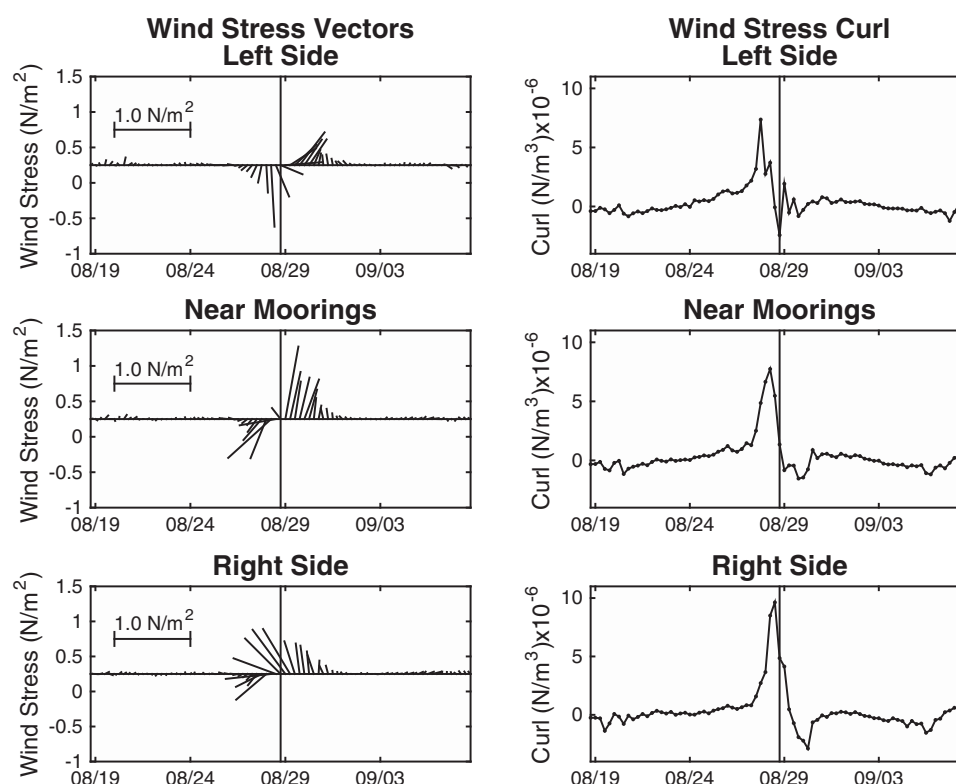 Wind Stress Vectors
Left Side
Wind Stress (N/m²)
1.5
1
0.5
0
-0.5
-1
1.0 N/m²
08/19 08/24 08/29 09/03
Wind Stress Curl
Left Side
Curl (N/m³)x10⁻⁶
10
5
0
08/19 08/24 08/29 09/03
Near Moorings
Wind Stress (N/m²)
1.5
1
0.5
0
-0.5
-1
1.0 N/m²
08/19 08/24 08/29 09/03
Near Moorings
Curl (N/m³)x10⁻⁶
10
5
0
08/19 08/24 08/29 09/03
Right Side
Wind Stress (N/m²)
1.5
1
0.5
0
-0.5
-1
1.0 N/m²
08/19 08/24 08/29 09/03
Right Side
Curl (N/m³)x10⁻⁶
10
5
0
08/19 08/24 08/29 09/03